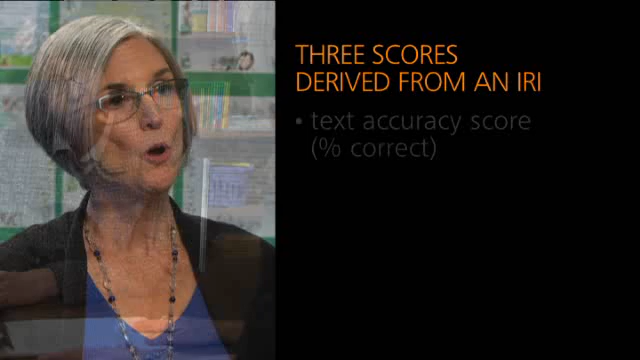 THREE SCORES
DERIVED FROM AN IRI
• text accuracy score
(% correct)